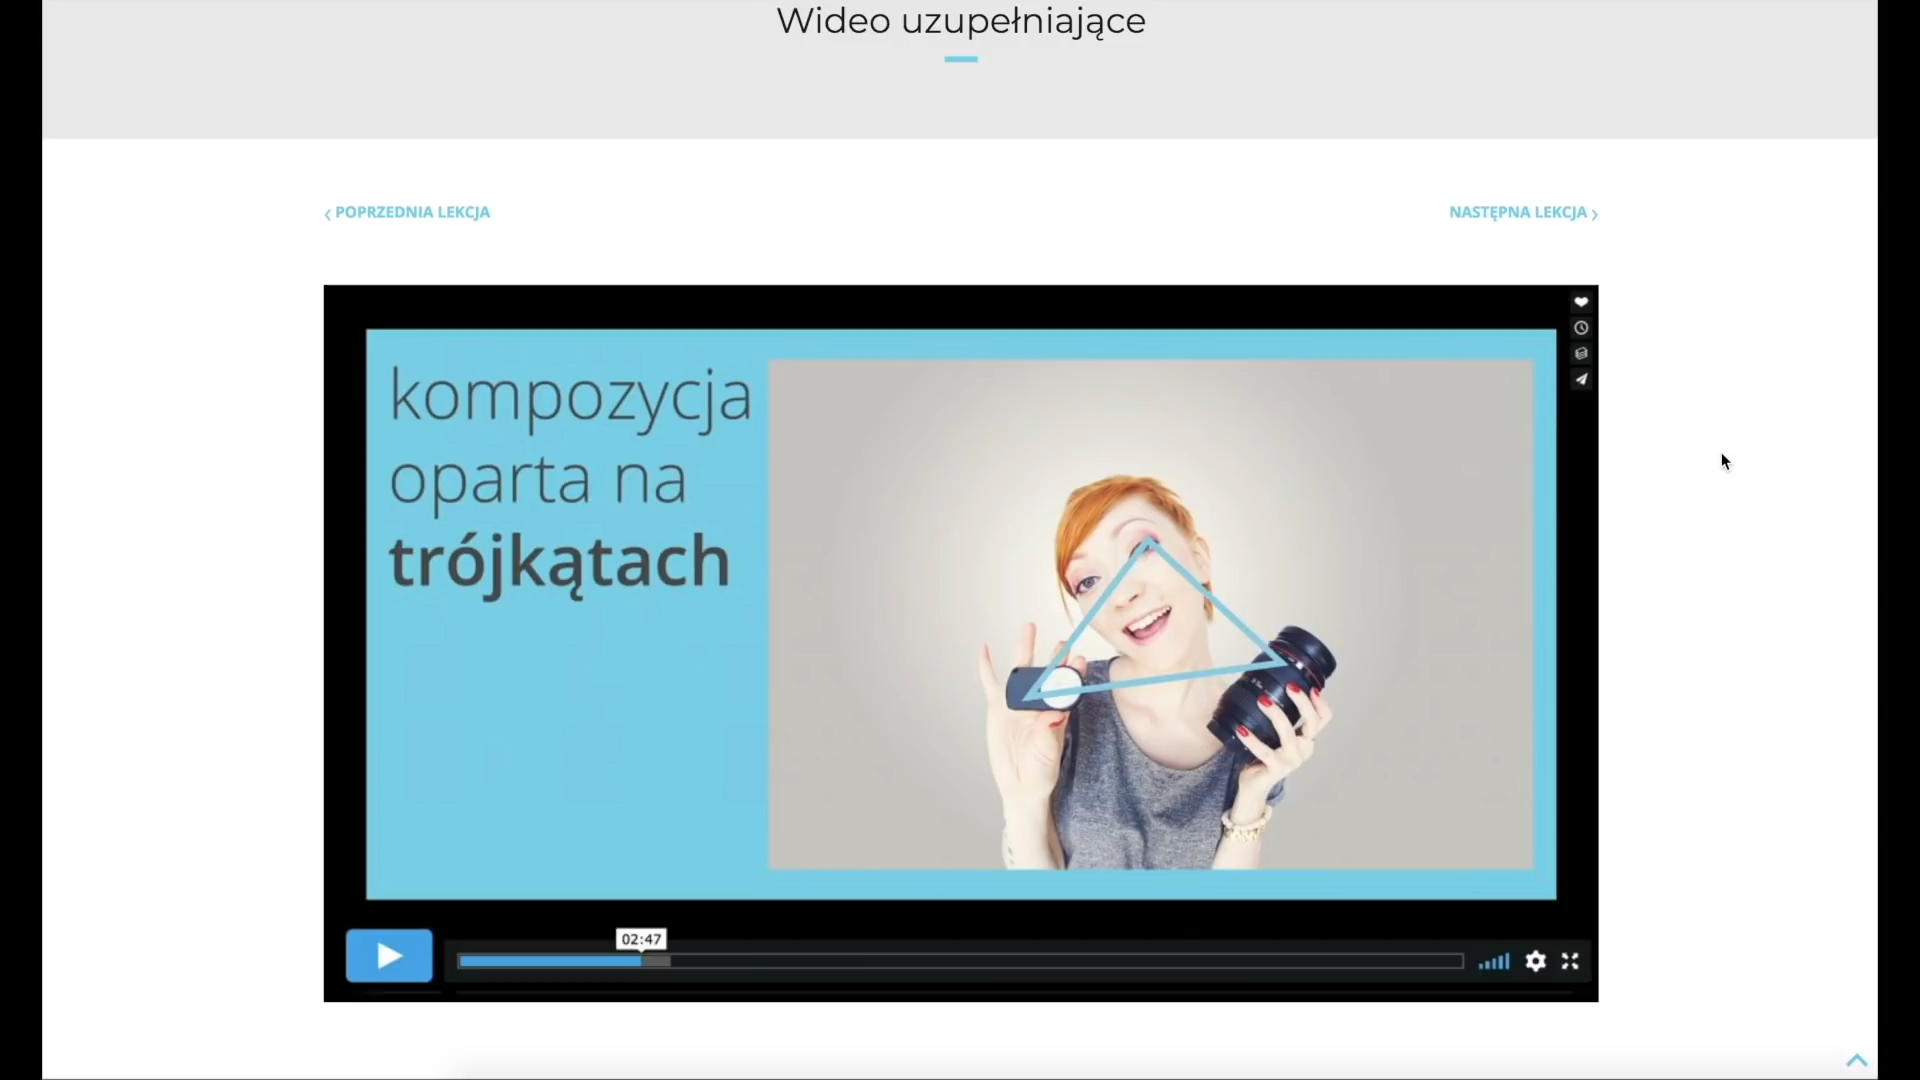 Wideo uzupełniające
‹ POPRZEDNIA LEKCJA
NASTĘPNA LEKCJA ›
kompozycja
oparta na
trójkątach
02:47